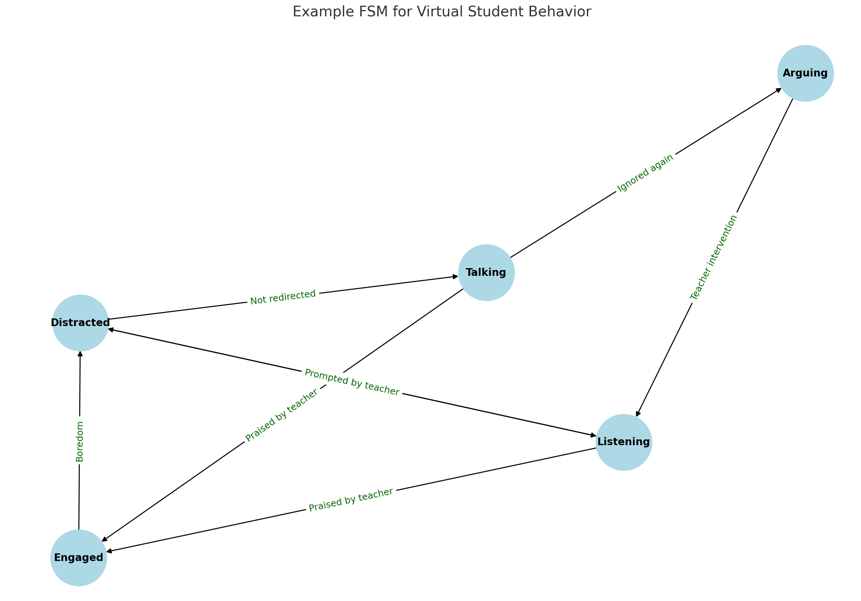 Example FSM for Virtual Student Behavior
Arguing
Ignored again
Teacher intervention
Talking
Not redirected
Distracted
Prompted by teacher
Praised by teacher
Boredom
Listening
Praised by teacher
Engaged